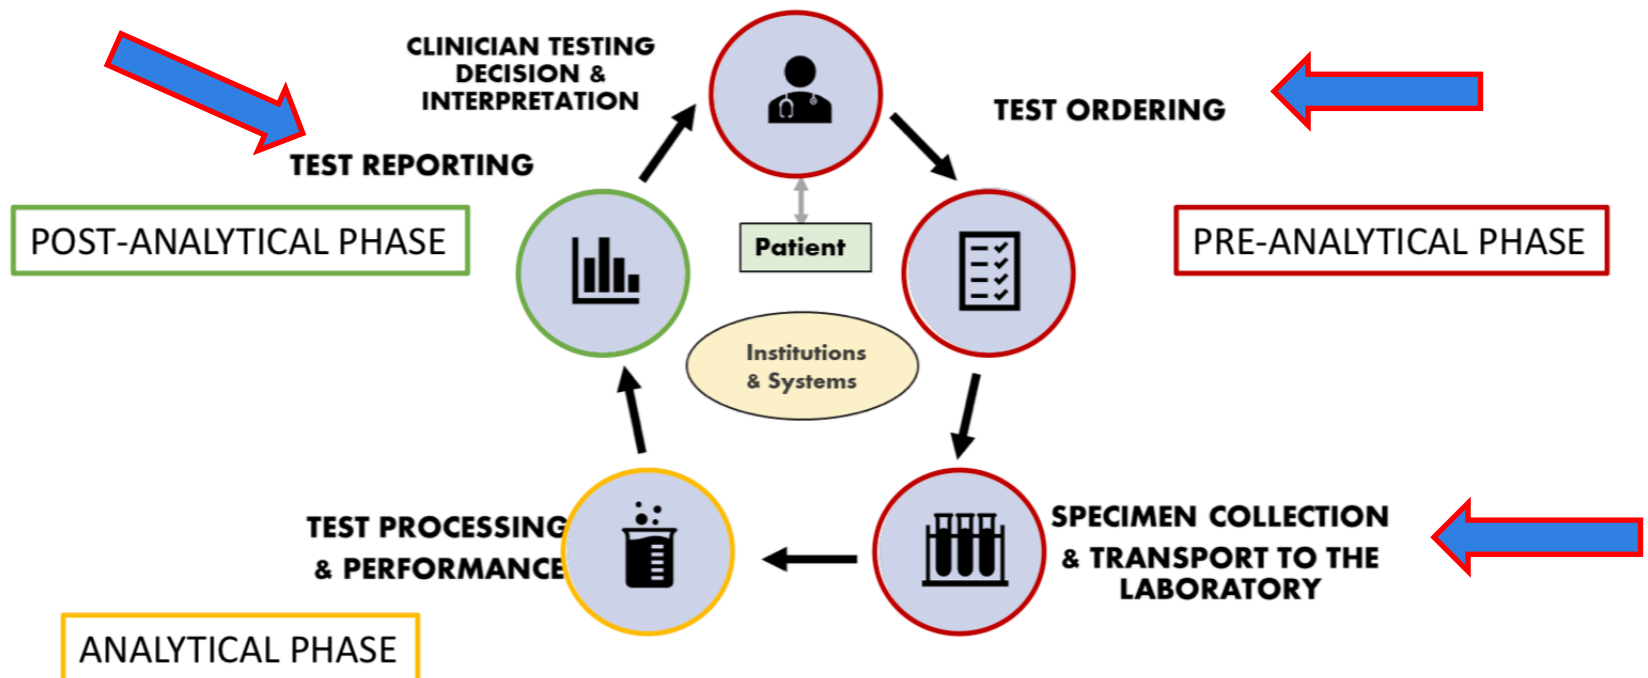 CLINICIAN TESTING
DECISION &
INTERPRETATION
TEST ORDERING
TEST REPORTING
POST-ANALYTICAL PHASE
Patient
PRE-ANALYTICAL PHASE
Institutions
& Systems
TEST PROCESSING
& PERFORMANCE
SPECIMEN COLLECTION
& TRANSPORT TO THE
LABORATORY
ANALYTICAL PHASE